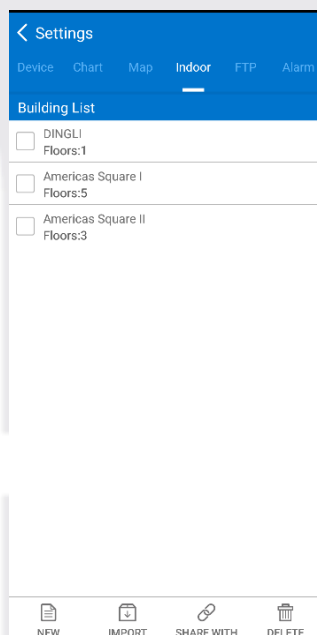 Settings
Device Chart Map Indoor FTP Alarm
Building List
DINGLI
Floors:1
Americas Square I
Floors:5
Americas Square II
Floors:3
NEW IMPORT SHARE WITH DELETE